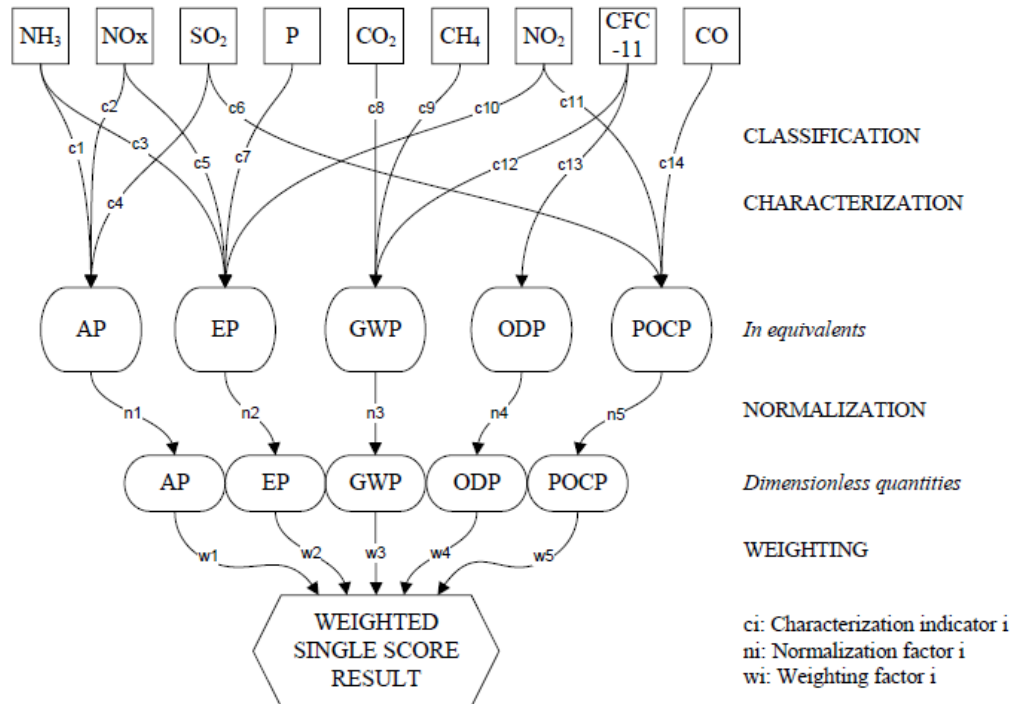 NH₃ NOx SO₂ P CO₂ CH₄ NO₂ CFC CO
-11
c2 c6 c8 c9 c10 c11
c1 c3 c5 c7 c12 c13 c14
CLASSIFICATION
c4
CHARACTERIZATION
AP EP GWP ODP POCP In equivalents
n1 n2 n3 n4 n5 NORMALIZATION
AP EP GWP ODP POCP Dimensionless quantities
w1 w2 w3 w4 w5 WEIGHTING
WEIGHTED
SINGLE SCORE
RESULT
ci: Characterization indicator i
ni: Normalization factor i
wi: Weighting factor i